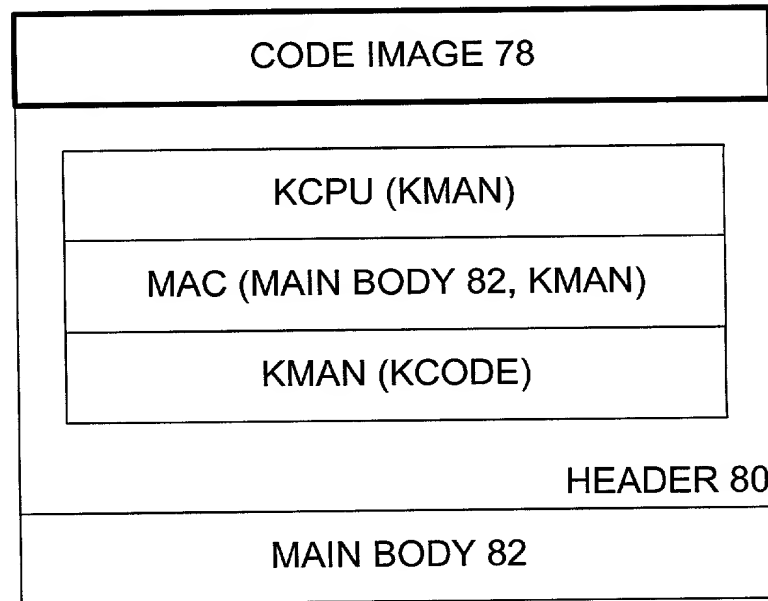 CODE IMAGE 78
KCPU (KMAN)
MAC (MAIN BODY 82, KMAN)
KMAN (KCODE)
HEADER 80
MAIN BODY 82